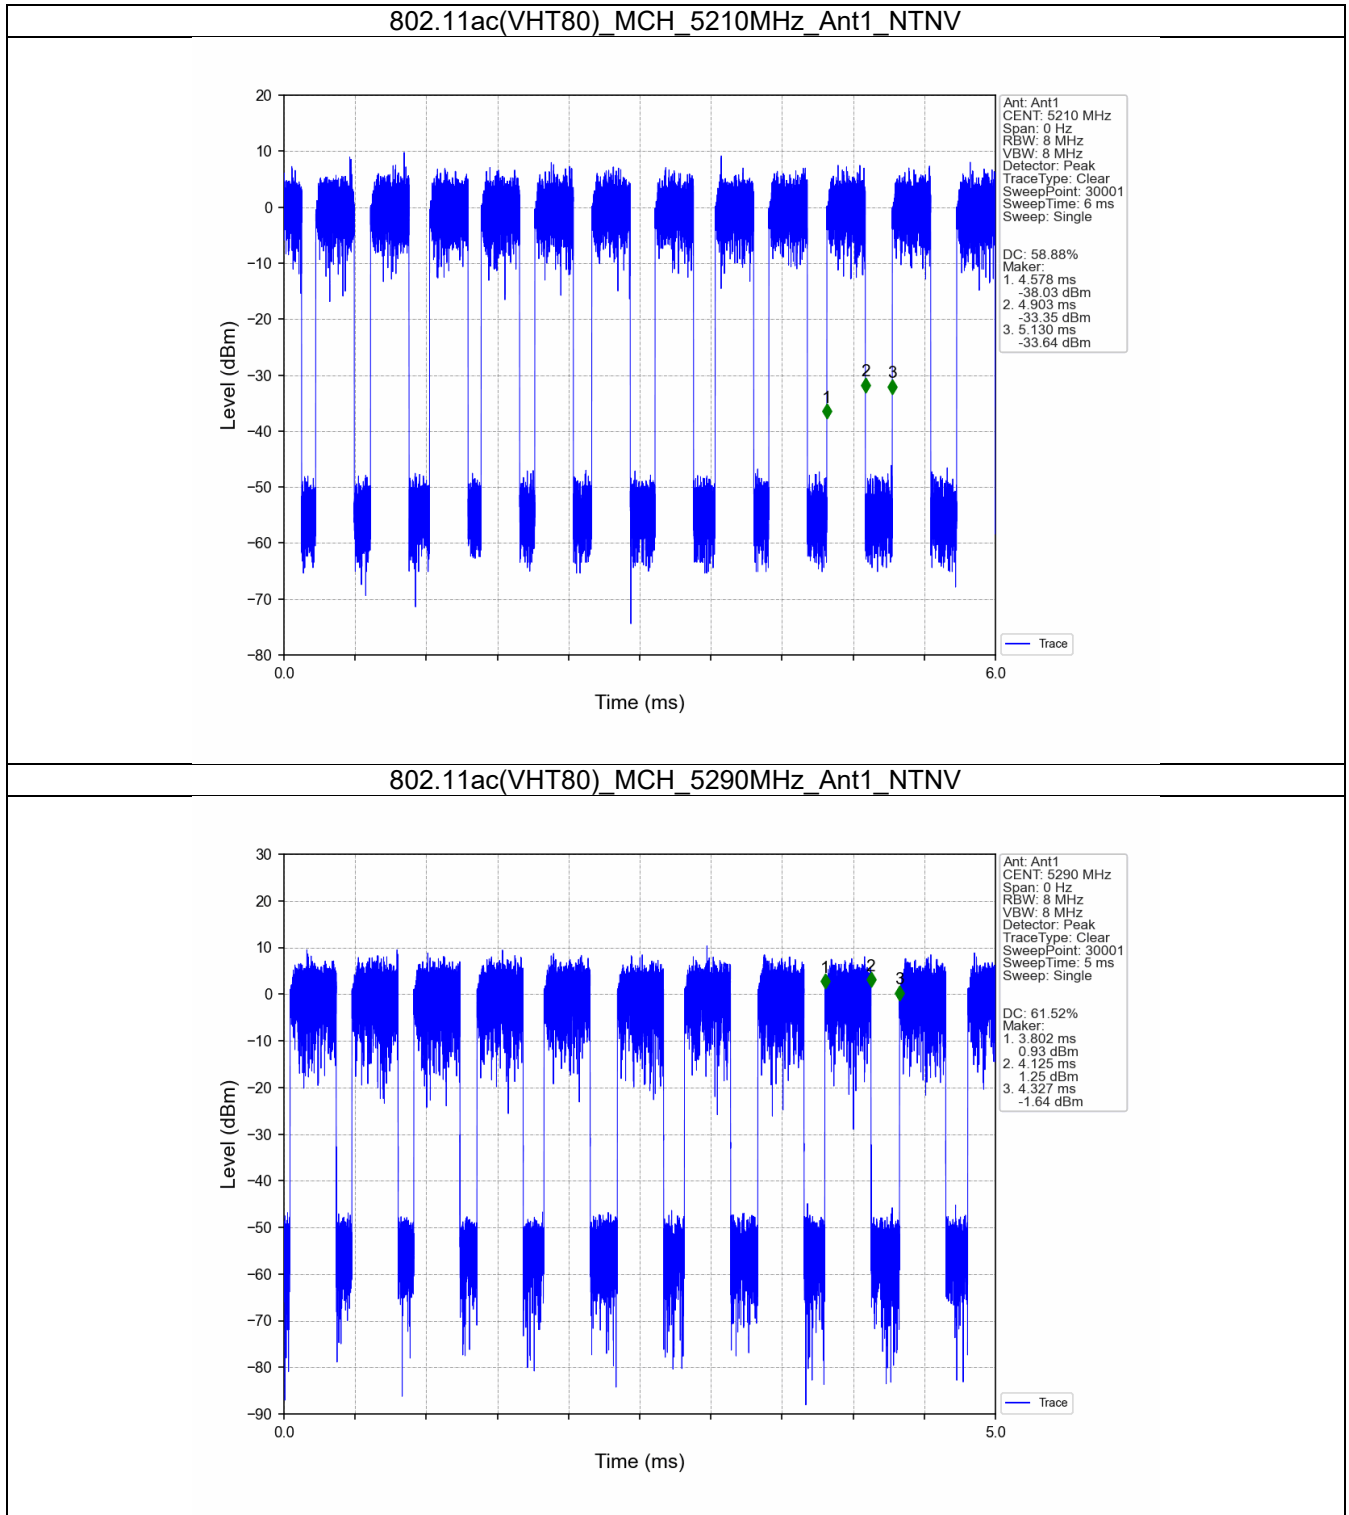 802.11ac(VHT80)_MCH_5210MHz_Ant1_NTNV
20
10
0
−10
−20
−30
−40
−50
−60
−70
−80
Level (dBm)
0.0
6.0
Time (ms)
1
2
3
Ant: Ant1
CENT: 5210 MHz
Span: 0 Hz
RBW: 8 MHz
VBW: 8 MHz
Detector: Peak
TraceType: Clear
SweepPoint: 30001
SweepTime: 6 ms
Sweep: Single
DC: 58.88%
Maker:
1. 4.578 ms
-38.03 dBm
2. 4.903 ms
-33.35 dBm
3. 5.130 ms
-33.64 dBm
Trace
802.11ac(VHT80)_MCH_5290MHz_Ant1_NTNV
30
20
10
0
−10
−20
−30
−40
−50
−60
−70
−80
−90
Level (dBm)
0.0
5.0
Time (ms)
1
2
3
Ant: Ant1
CENT: 5290 MHz
Span: 0 Hz
RBW: 8 MHz
VBW: 8 MHz
Detector: Peak
TraceType: Clear
SweepPoint: 30001
SweepTime: 5 ms
Sweep: Single
DC: 61.52%
Maker:
1. 3.802 ms
0.93 dBm
2. 4.125 ms
1.25 dBm
3. 4.327 ms
-1.64 dBm
Trace